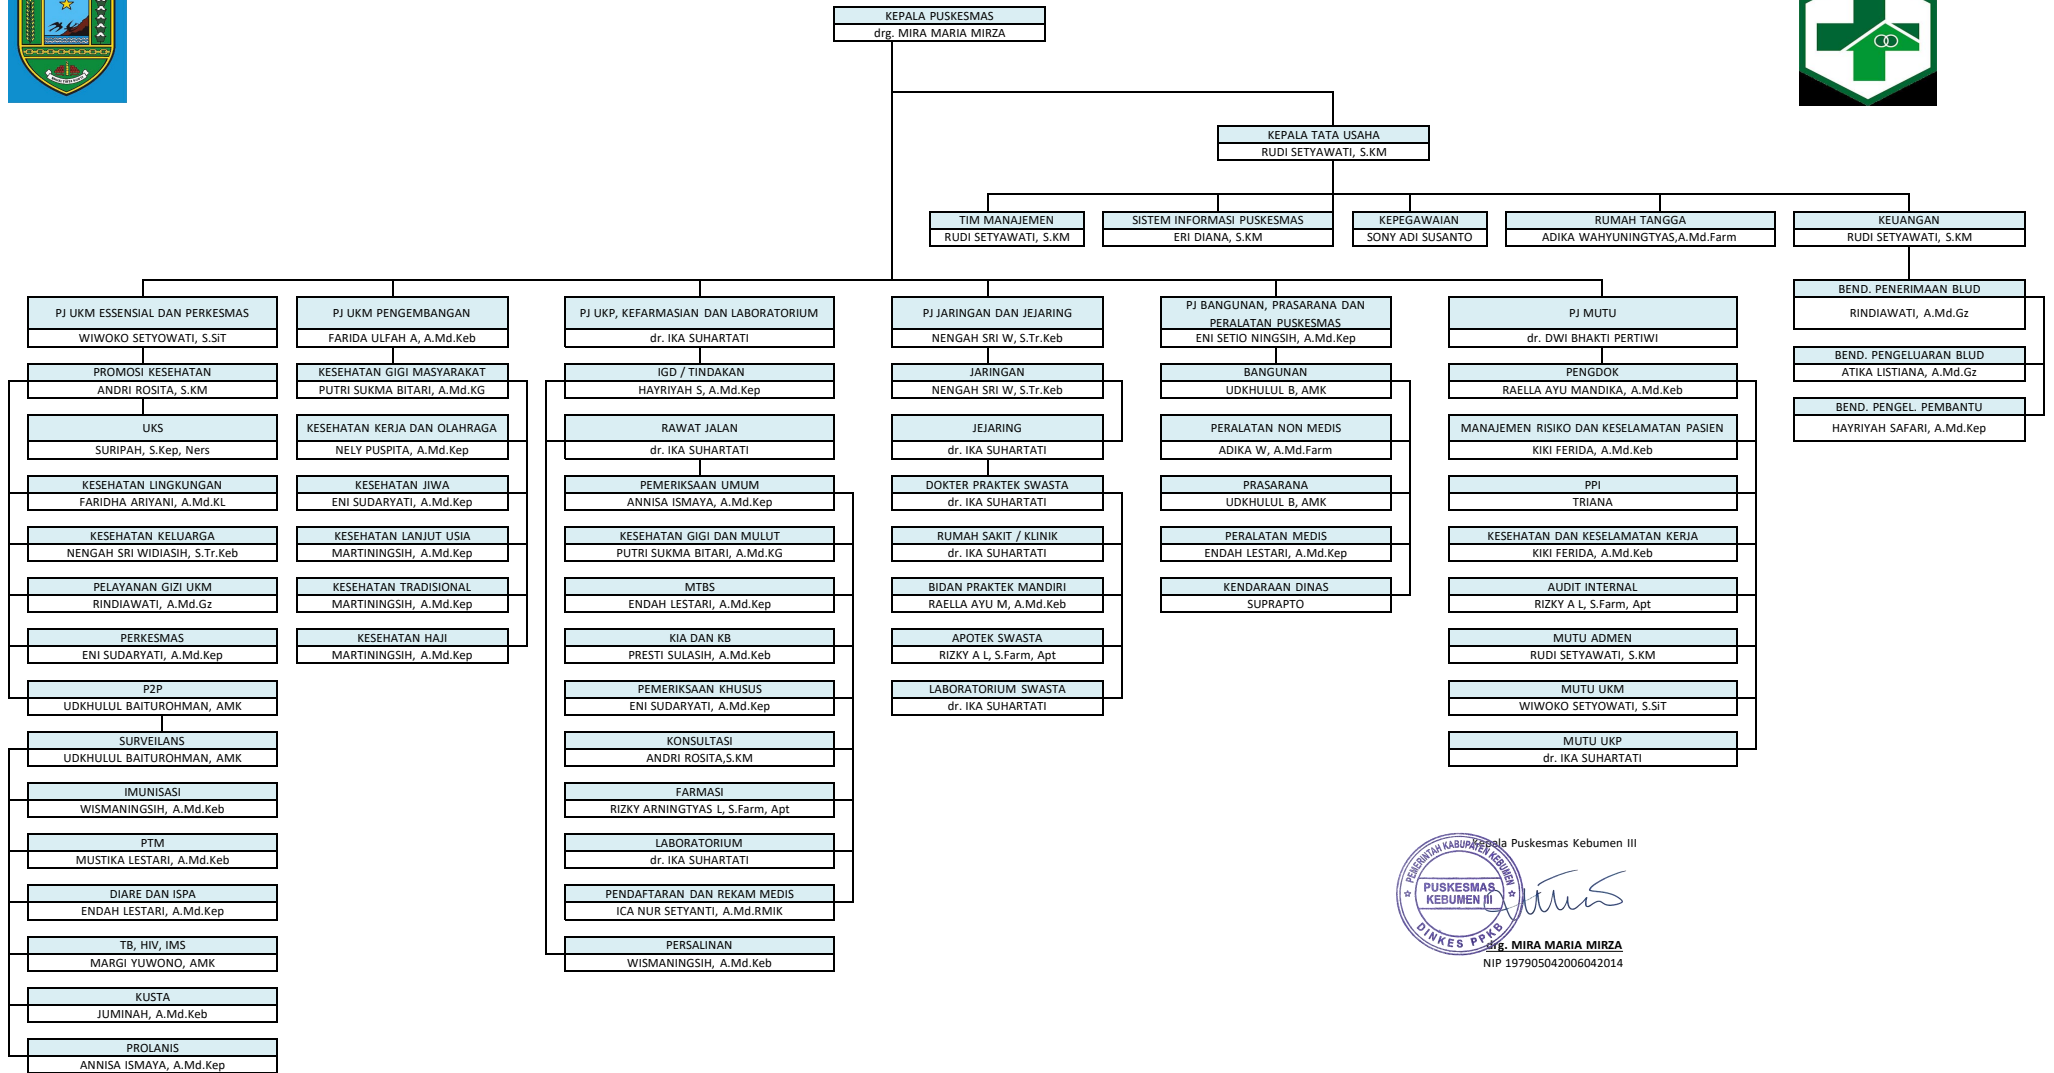 KEPALA PUSKESMAS
drg. MIRA MARIA MIRZA
KEPALA TATA USAHA
RUDI SETYAWATI, S.KM
TIM MANAJEMEN
RUDI SETYAWATI, S.KM
SISTEM INFORMASI PUSKESMAS
ERI DIANA, S.KM
KEPEGAWAIAN
SONY ADI SUSANTO
RUMAH TANGGA
ADIKA WAHYUNINGTYAS,A.Md.Farm
KEUANGAN
RUDI SETYAWATI, S.KM
BEND. PENERIMAAN BLUD
RINDIAWATI, A.Md.Gz
BEND. PENGELUARAN BLUD
ATIKA LISTIANA, A.Md.Gz
BEND. PENGEL. PEMBANTU
HAYRIYAH SAFARI, A.Md.Kep
PJ UKM ESSENSIAL DAN PERKESMAS
WIWOKO SETYOWATI, S.SiT
PROMOSI KESEHATAN
ANDRI ROSITA, S.KM
UKS
SURIPAH, S.Kep, Ners
KESEHATAN LINGKUNGAN
FARIDHA ARIYANI, A.Md.KL
KESEHATAN KELUARGA
NENGAH SRI WIDIASIH, S.Tr.Keb
PELAYANAN GIZI UKM
RINDIAWATI, A.Md.Gz
PERKESMAS
ENI SUDARYATI, A.Md.Kep
P2P
UDKHULUL BAITUROHMAN, AMK
SURVEILANS
UDKHULUL BAITUROHMAN, AMK
IMUNISASI
WISMANINGSIH, A.Md.Keb
PTM
MUSTIKA LESTARI, A.Md.Keb
DIARE DAN ISPA
ENDAH LESTARI, A.Md.Kep
TB, HIV, IMS
MARGI YUWONO, AMK
KUSTA
JUMINAH, A.Md.Keb
PROLANIS
ANNISA ISMAYA, A.Md.Kep
PJ UKM PENGEMBANGAN
FARIDA ULFAH A, A.Md.Keb
KESEHATAN GIGI MASYARAKAT
PUTRI SUKMA BITARI, A.Md.KG
KESEHATAN KERJA DAN OLAHRAGA
NELY PUSPITA, A.Md.Kep
KESEHATAN JIWA
ENI SUDARYATI, A.Md.Kep
KESEHATAN LANJUT USIA
MARTININGSIH, A.Md.Kep
KESEHATAN TRADISIONAL
MARTININGSIH, A.Md.Kep
KESEHATAN HAJI
MARTININGSIH, A.Md.Kep
PJ UKP, KEFARMASIAN DAN LABORATORIUM
dr. IKA SUHARTATI
IGD / TINDAKAN
HAYRIYAH S, A.Md.Kep
RAWAT JALAN
dr. IKA SUHARTATI
PEMERIKSAAN UMUM
ANNISA ISMAYA, A.Md.Kep
KESEHATAN GIGI DAN MULUT
PUTRI SUKMA BITARI, A.Md.KG
MTBS
ENDAH LESTARI, A.Md.Kep
KIA DAN KB
PRESTI SULASIH, A.Md.Keb
PEMERIKSAAN KHUSUS
ENI SUDARYATI, A.Md.Kep
KONSULTASI
ANDRI ROSITA,S.KM
FARMASI
RIZKY ARNINGTYAS L, S.Farm, Apt
LABORATORIUM
dr. IKA SUHARTATI
PENDAFTARAN DAN REKAM MEDIS
ICA NUR SETYANTI, A.Md.RMIK
PERSALINAN
WISMANINGSIH, A.Md.Keb
PJ JARINGAN DAN JEJARING
NENGAH SRI W, S.Tr.Keb
JARINGAN
NENGAH SRI W, S.Tr.Keb
JEJARING
dr. IKA SUHARTATI
DOKTER PRAKTEK SWASTA
dr. IKA SUHARTATI
RUMAH SAKIT / KLINIK
dr. IKA SUHARTATI
BIDAN PRAKTEK MANDIRI
RAELLA AYU M, A.Md.Keb
APOTEK SWASTA
RIZKY A L, S.Farm, Apt
LABORATORIUM SWASTA
dr. IKA SUHARTATI
PJ BANGUNAN, PRASARANA DAN
PERALATAN PUSKESMAS
ENI SETIO NINGSIH, A.Md.Kep
BANGUNAN
UDKHULUL B, AMK
PERALATAN NON MEDIS
ADIKA W, A.Md.Farm
PRASARANA
UDKHULUL B, AMK
PERALATAN MEDIS
ENDAH LESTARI, A.Md.Kep
KENDARAAN DINAS
SUPRAPTO
PJ MUTU
dr. DWI BHAKTI PERTIWI
PENGDOK
RAELLA AYU MANDIKA, A.Md.Keb
MANAJEMEN RISIKO DAN KESELAMATAN PASIEN
KIKI FERIDA, A.Md.Keb
PPI
TRIANA
KESEHATAN DAN KESELAMATAN KERJA
KIKI FERIDA, A.Md.Keb
AUDIT INTERNAL
RIZKY A L, S.Farm, Apt
MUTU ADMEN
RUDI SETYAWATI, S.KM
MUTU UKM
WIWOKO SETYOWATI, S.SiT
MUTU UKP
dr. IKA SUHARTATI
Kepala Puskesmas Kebumen III
PEMERINTAH KABUPATEN KEBUMEN
PUSKESMAS
KEBUMEN III
DINKES PPKB
drg. MIRA MARIA MIRZA
NIP 197905042006042014